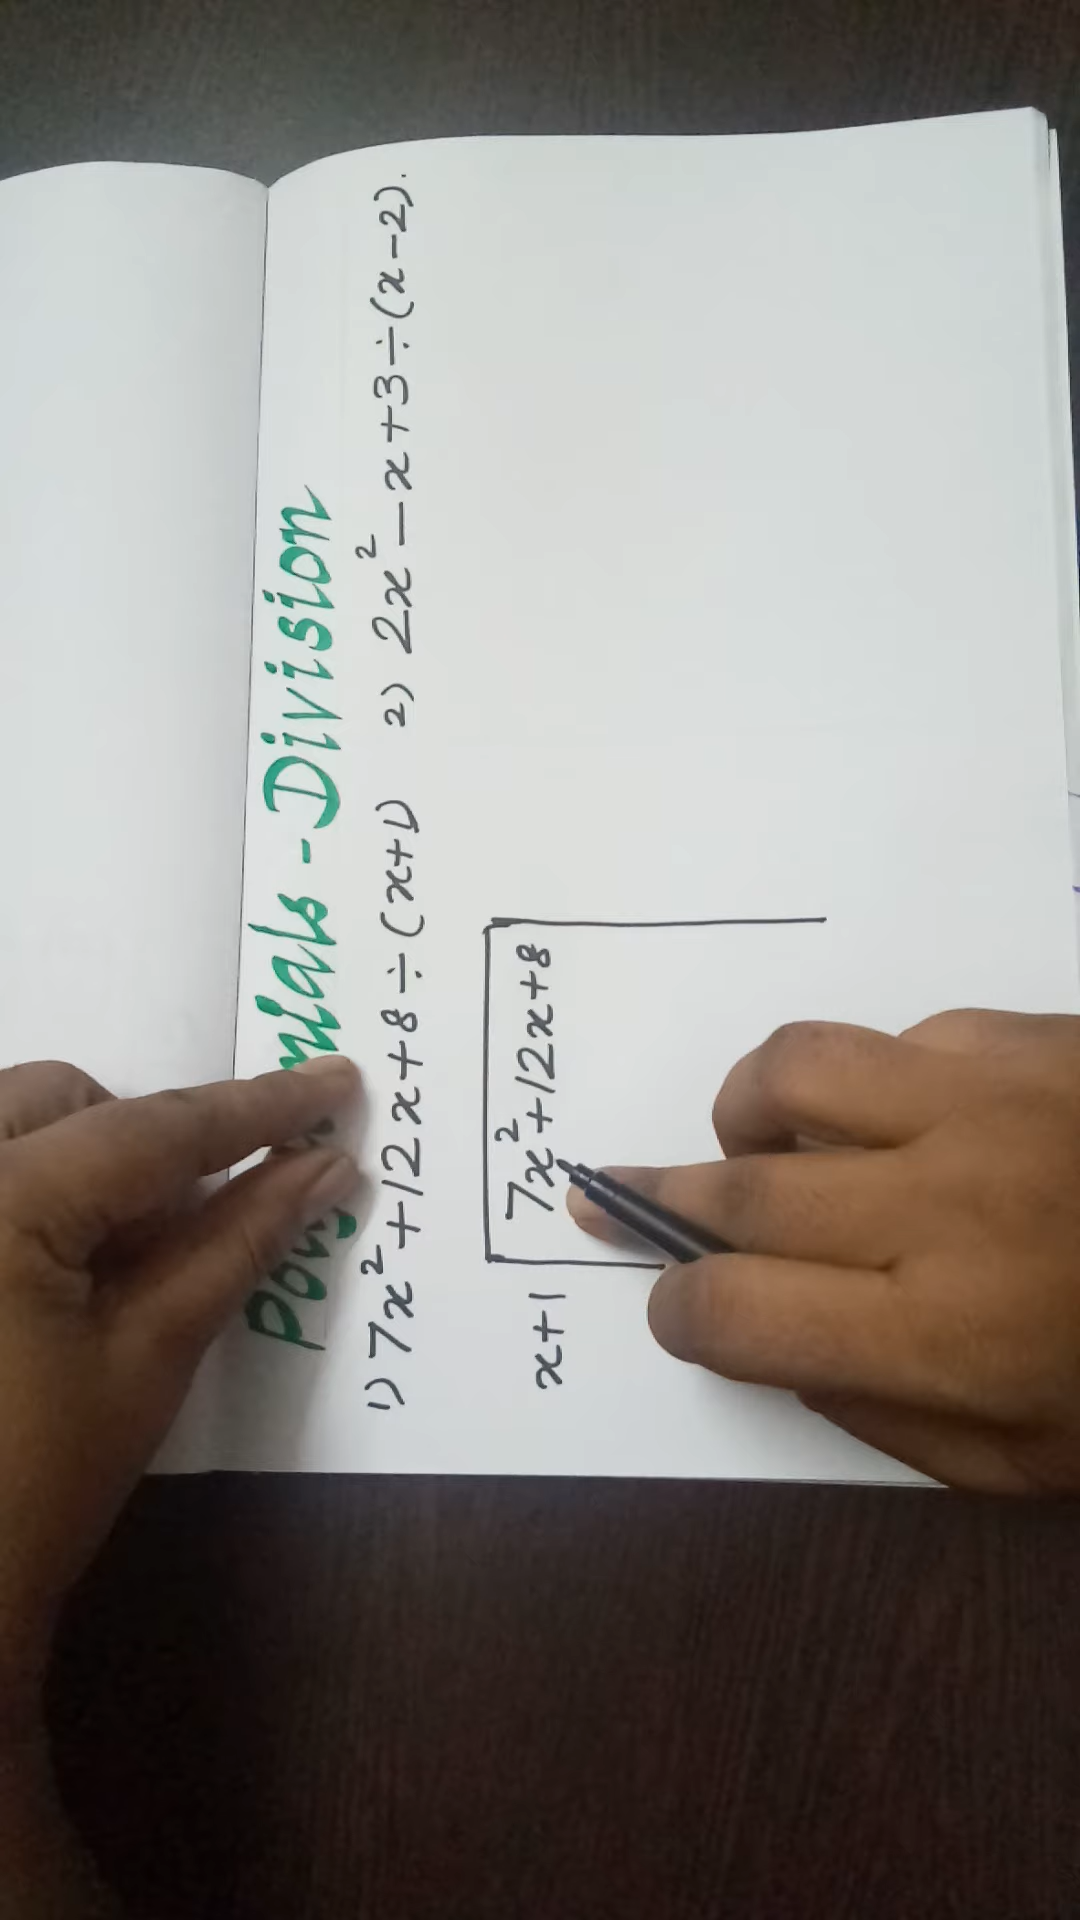 - Division
1) 7x²+12x+8÷(x+1) 2) 2x²-x+3÷(x-2).
x+1 7x²+12x+8